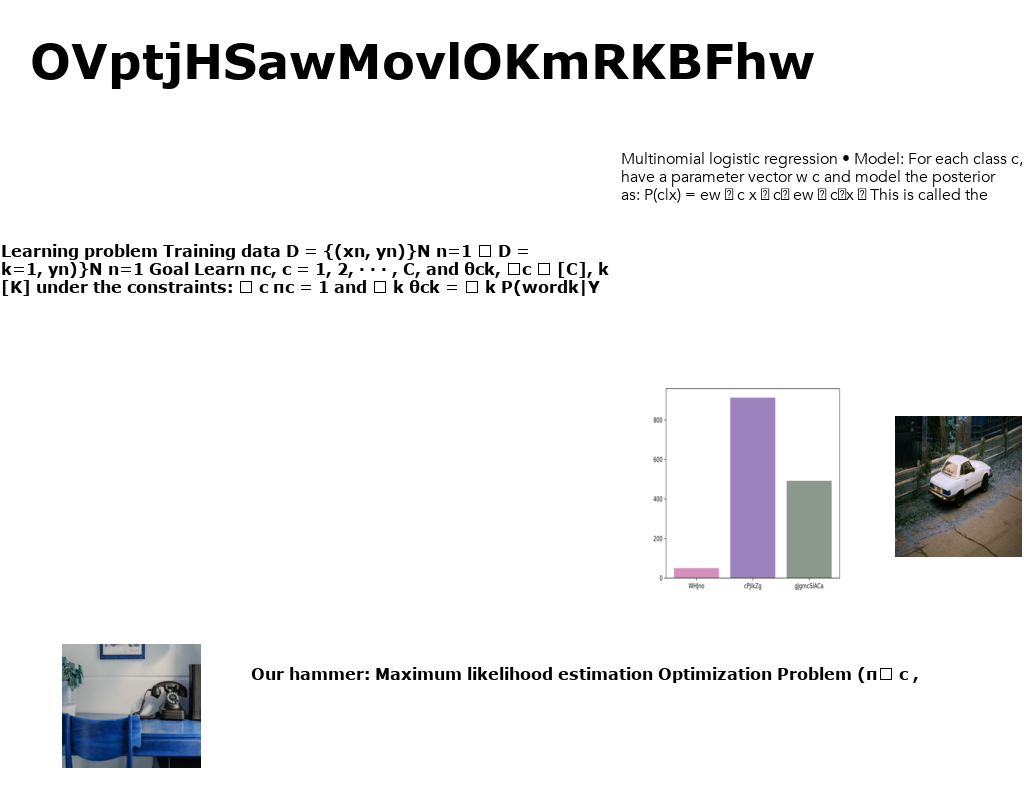 OVptjHSawMovlOKmRKBFhw
Multinomial logistic regression • Model: For each class c,
have a parameter vector w c and model the posterior
as: P(c|x) = ew □ c x □ c□ ew □ c□x □ This is called the
Learning problem Training data D = {(xn, yn)}N n=1 □ D =
k=1, yn)}N n=1 Goal Learn πc, c = 1, 2, · · · , C, and θck, □c □ [C], k
[K] under the constraints: □ c πc = 1 and □ k θck = □ k P(wordk|Y
800
600
400
200
0
WHJno
cPJikZg
gJgmcSIACa
Our hammer: Maximum likelihood estimation Optimization Problem (π□ c ,